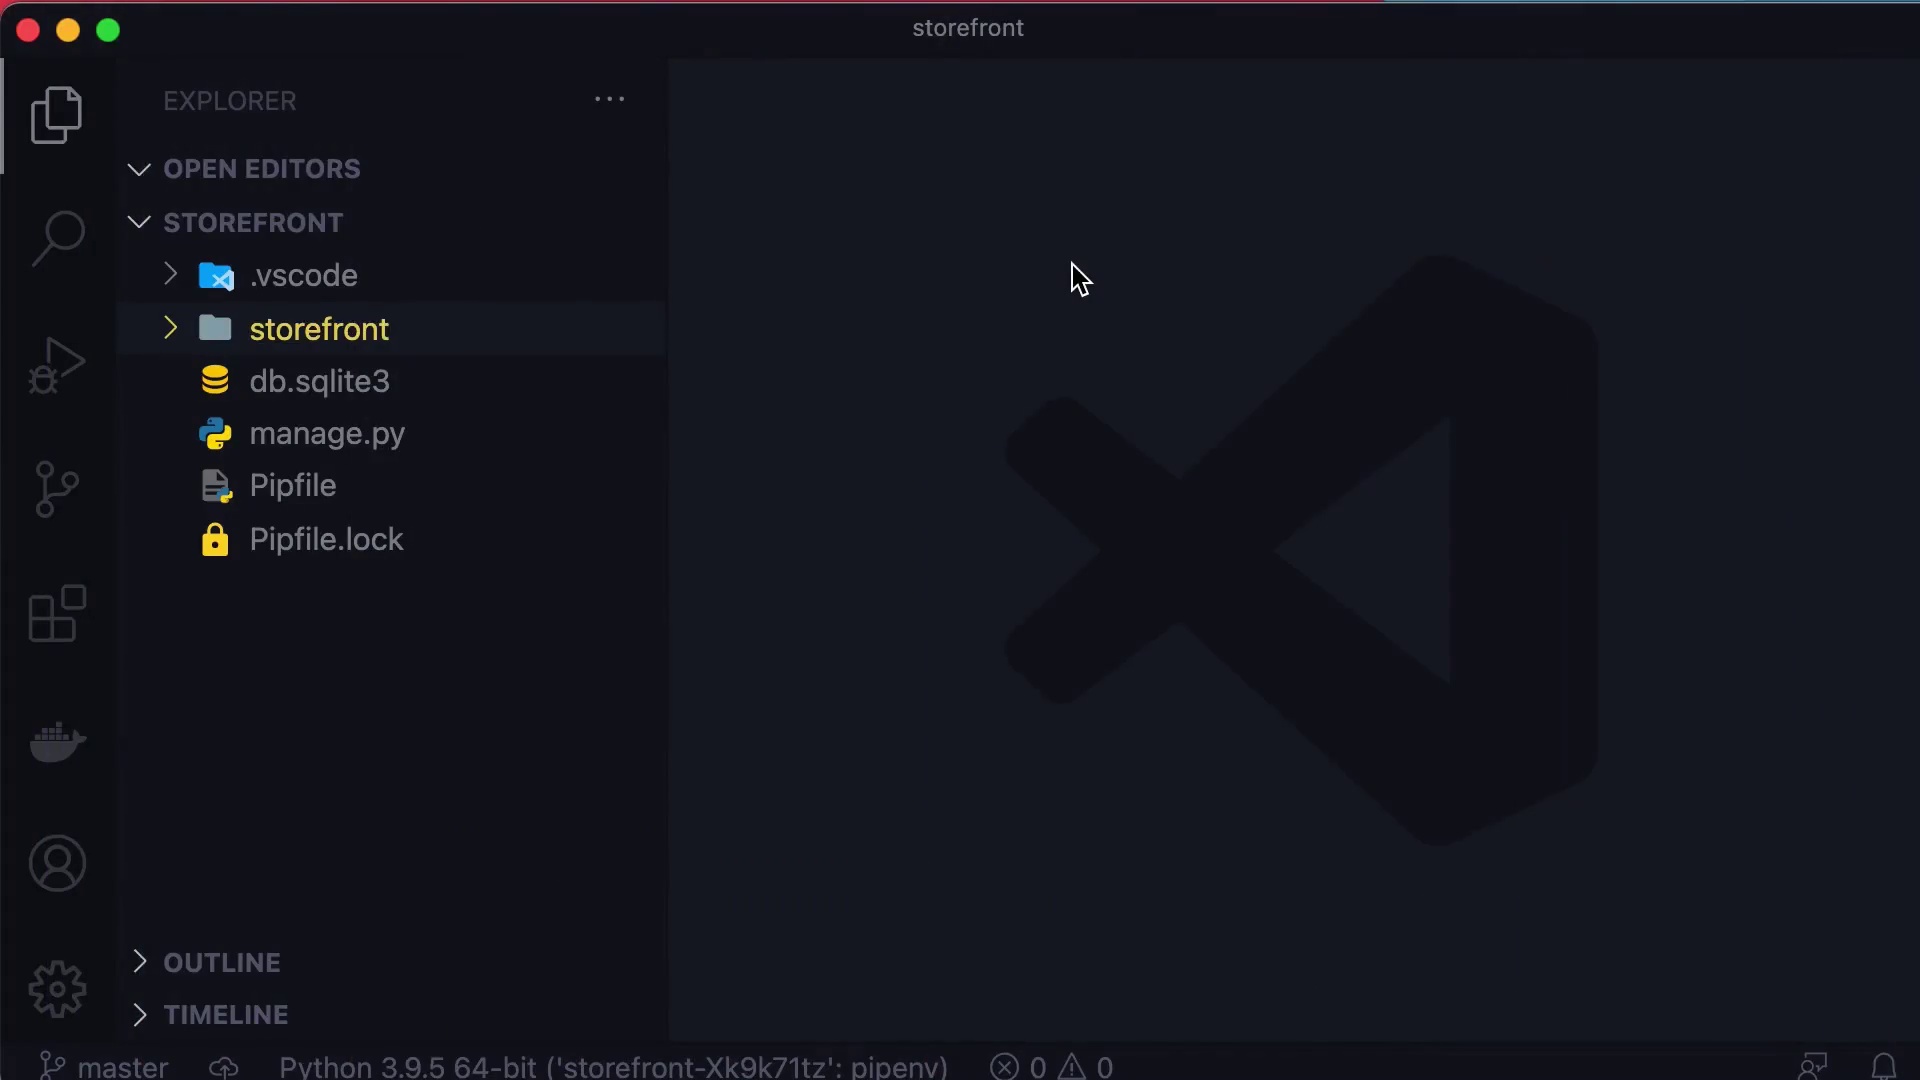 storefront
EXPLORER
OPEN EDITORS
STOREFRONT
.vscode
storefront
db.sqlite3
manage.py
Pipfile
Pipfile.lock
OUTLINE
TIMELINE
master Python 3.9.5 64-bit ('storefront-Xk9k71tz': pipenv) 0 0